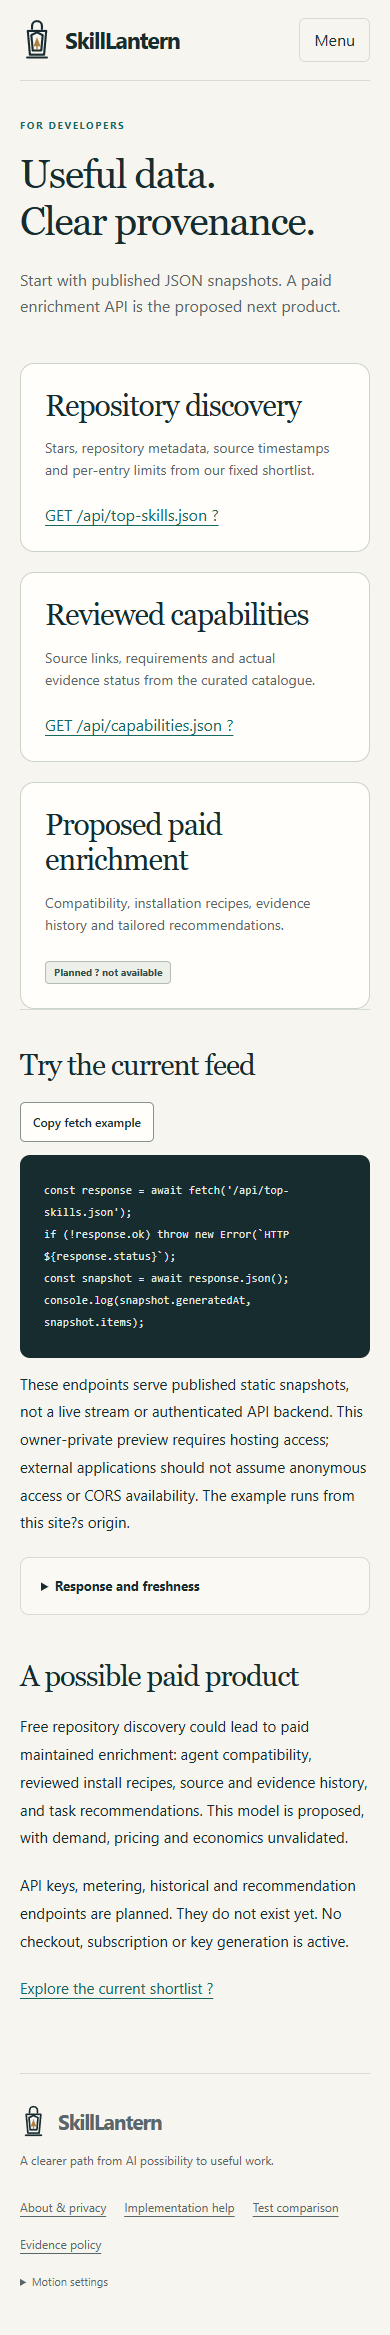 SkillLantern
Menu
FOR DEVELOPERS
Useful data.
Clear provenance.
Start with published JSON snapshots. A paid
enrichment API is the proposed next product.
Repository discovery
Stars, repository metadata, source timestamps
and per-entry limits from our fixed shortlist.
GET /api/top-skills.json ?
Reviewed capabilities
Source links, requirements and actual
evidence status from the curated catalogue.
GET /api/capabilities.json ?
Proposed paid
enrichment
Compatibility, installation recipes, evidence
history and tailored recommendations.
Planned ? not available
Try the current feed
Copy fetch example
const response = await fetch('/api/top-
skills.json');
if (!response.ok) throw new Error(`HTTP
${response.status}`);
const snapshot = await response.json();
console.log(snapshot.generatedAt,
snapshot.items);
These endpoints serve published static snapshots,
not a live stream or authenticated API backend. This
owner-private preview requires hosting access;
external applications should not assume anonymous
access or CORS availability. The example runs from
this site?s origin.
Response and freshness
A possible paid product
Free repository discovery could lead to paid
maintained enrichment: agent compatibility,
reviewed install recipes, source and evidence history,
and task recommendations. This model is proposed,
with demand, pricing and economics unvalidated.
API keys, metering, historical and recommendation
endpoints are planned. They do not exist yet. No
checkout, subscription or key generation is active.
Explore the current shortlist ?
SkillLantern
A clearer path from AI possibility to useful work.
About & privacy Implementation help Test comparison
Evidence policy
Motion settings